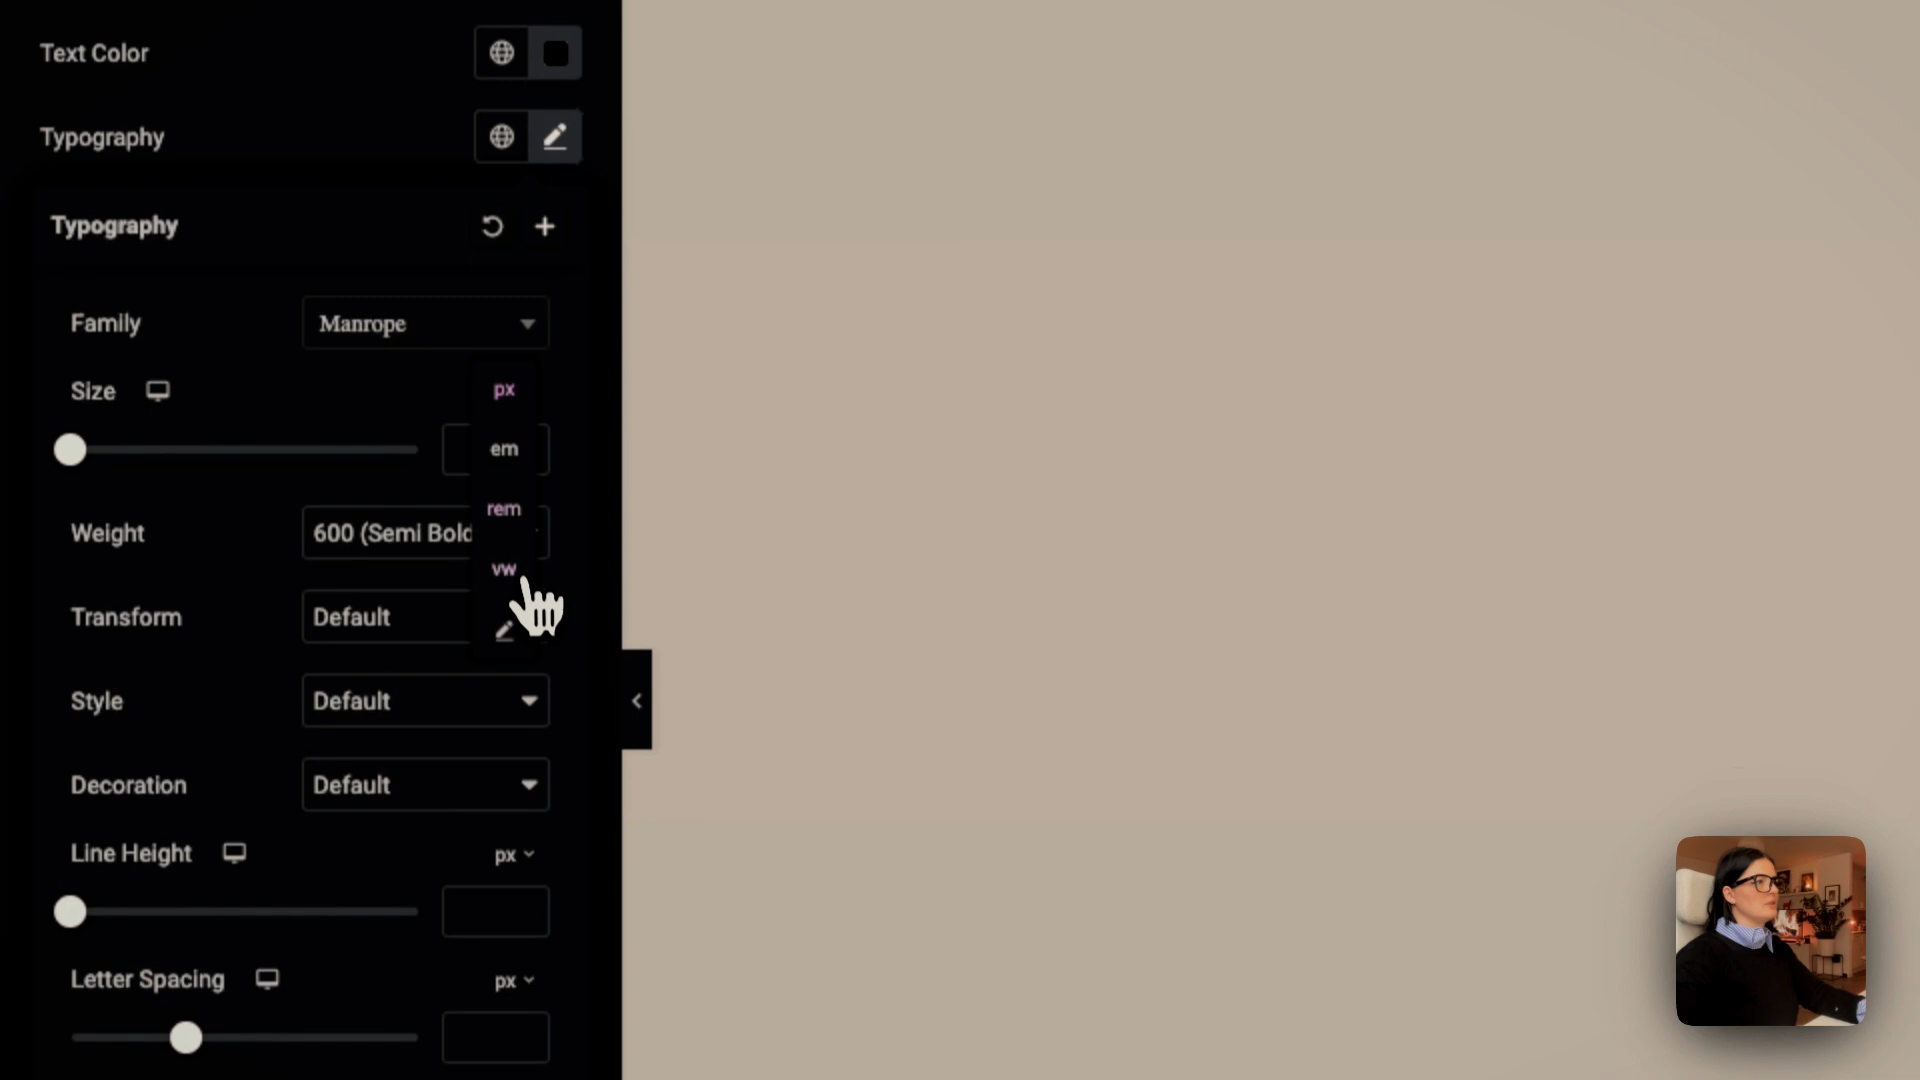 Text Color
Typography
Typography
Family
Manrope
Size
px
em
rem
vw
Weight
600 (Semi Bold
Transform
Default
Style
Default
Decoration
Default
Line Height
px
Letter Spacing
px